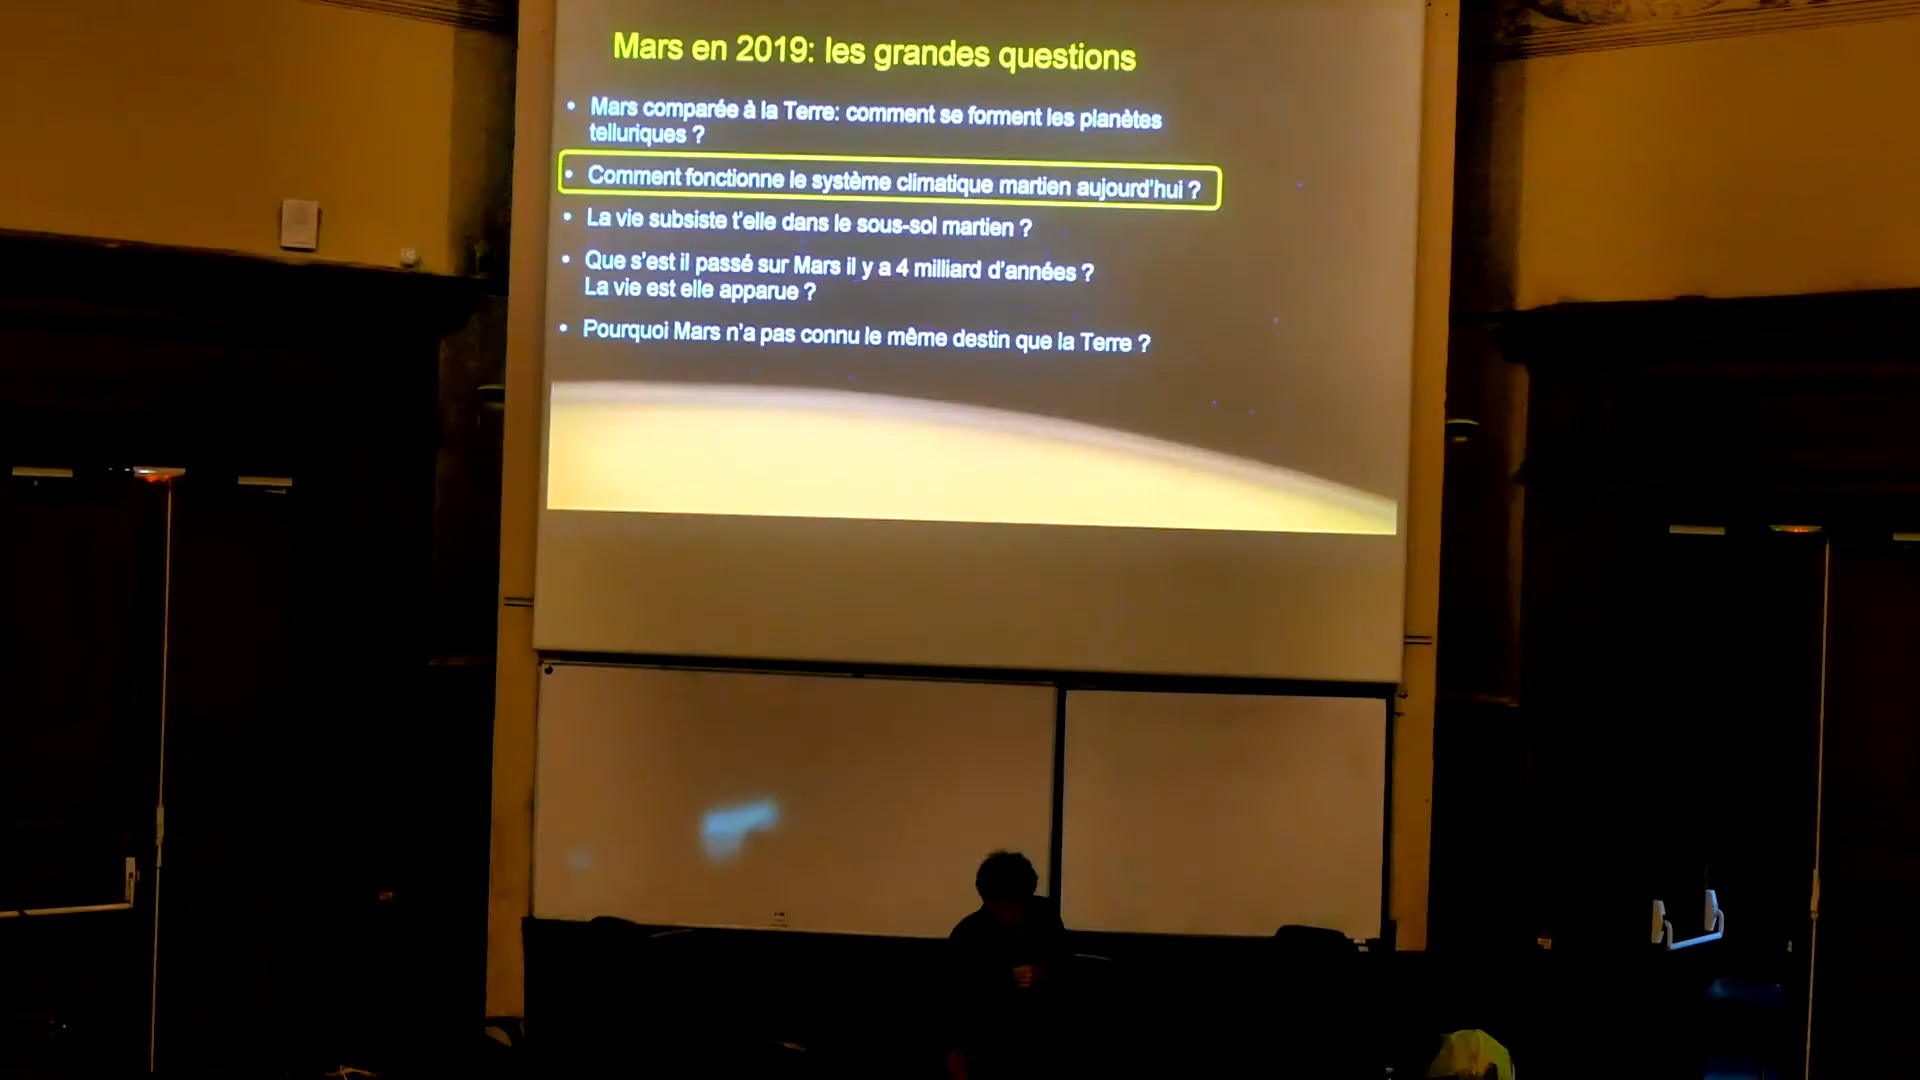 Mars en 2019: les grandes questions
• Mars comparée à la Terre: comment se forment les planètes
telluriques ?
• Comment fonctionne le système climatique martien aujourd'hui ?
• La vie subsiste t'elle dans le sous-sol martien ?
• Que s'est il passé sur Mars il y a 4 milliard d'années ?
La vie est elle apparue ?
• Pourquoi Mars n'a pas connu le même destin que la Terre ?